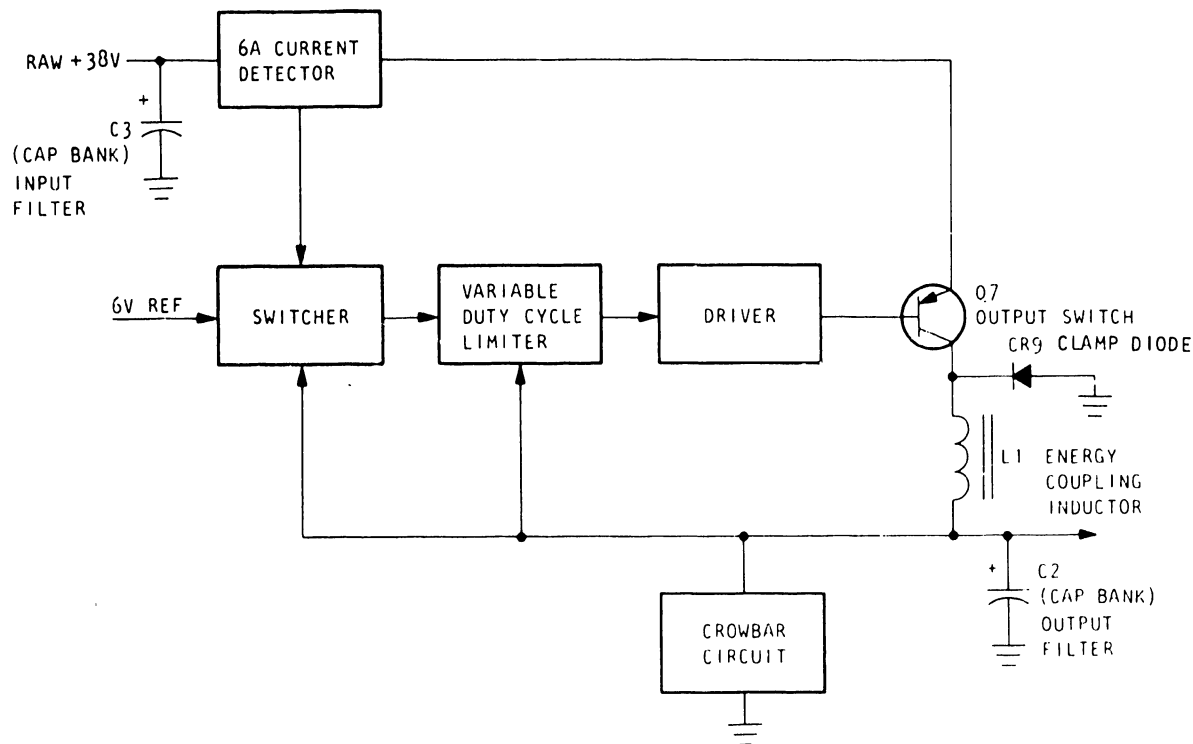 RAW +38V
6A CURRENT
DETECTOR
+
C3
(CAP BANK)
INPUT
FILTER
6V REF
SWITCHER
VARIABLE
DUTY CYCLE
LIMITER
DRIVER
Q7
OUTPUT SWITCH
CR9 CLAMP DIODE
L1 ENERGY
COUPLING
INDUCTOR
CROWBAR
CIRCUIT
+
C2
(CAP BANK)
OUTPUT
FILTER